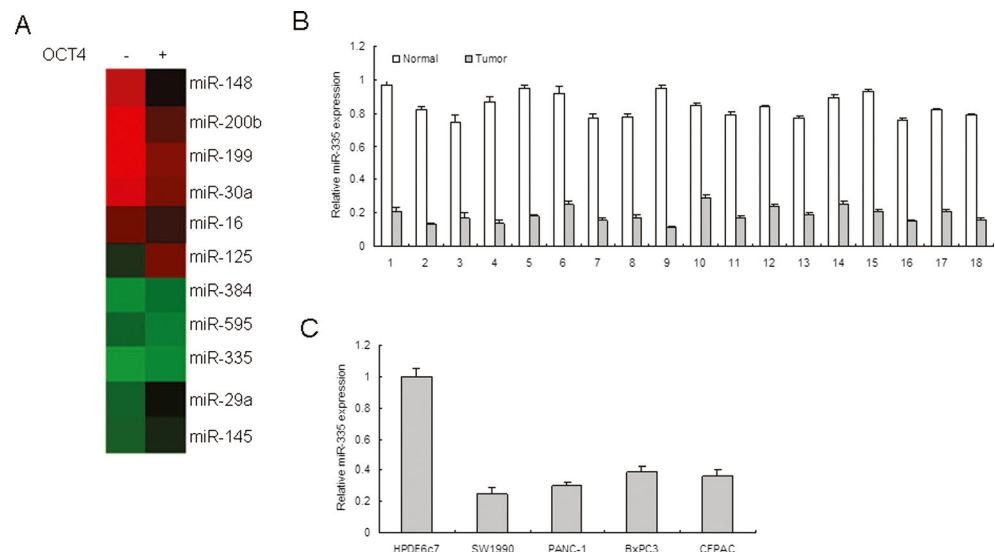 A
OCT4 - +
miR-148
miR-200b
miR-199
miR-30a
miR-16
miR-125
miR-384
miR-595
miR-335
miR-29a
miR-145
B
Relative miR-335 expression
1.2
1
0.8
0.6
0.4
0.2
0
Normal Tumor
1 2 3 4 5 6 7 8 9 10 11 12 13 14 15 16 17 18
C
Relative miR-335 expression
1.2
1
0.8
0.6
0.4
0.2
0
HPDE6c7 SW1990 PANC-1 BxPC3 CFPAC